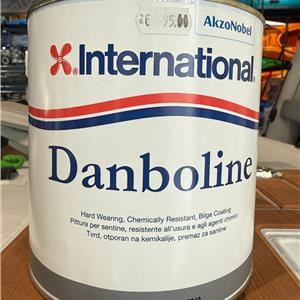 € 95,00
AkzoNobel
International
Danboline
Hard Wearing, Chemically Resistant, Bilge Coating
Pittura per sentine, resistente all'usura e agli agenti chimici
Tvrd, otporan na kemikalije, premaz za santine